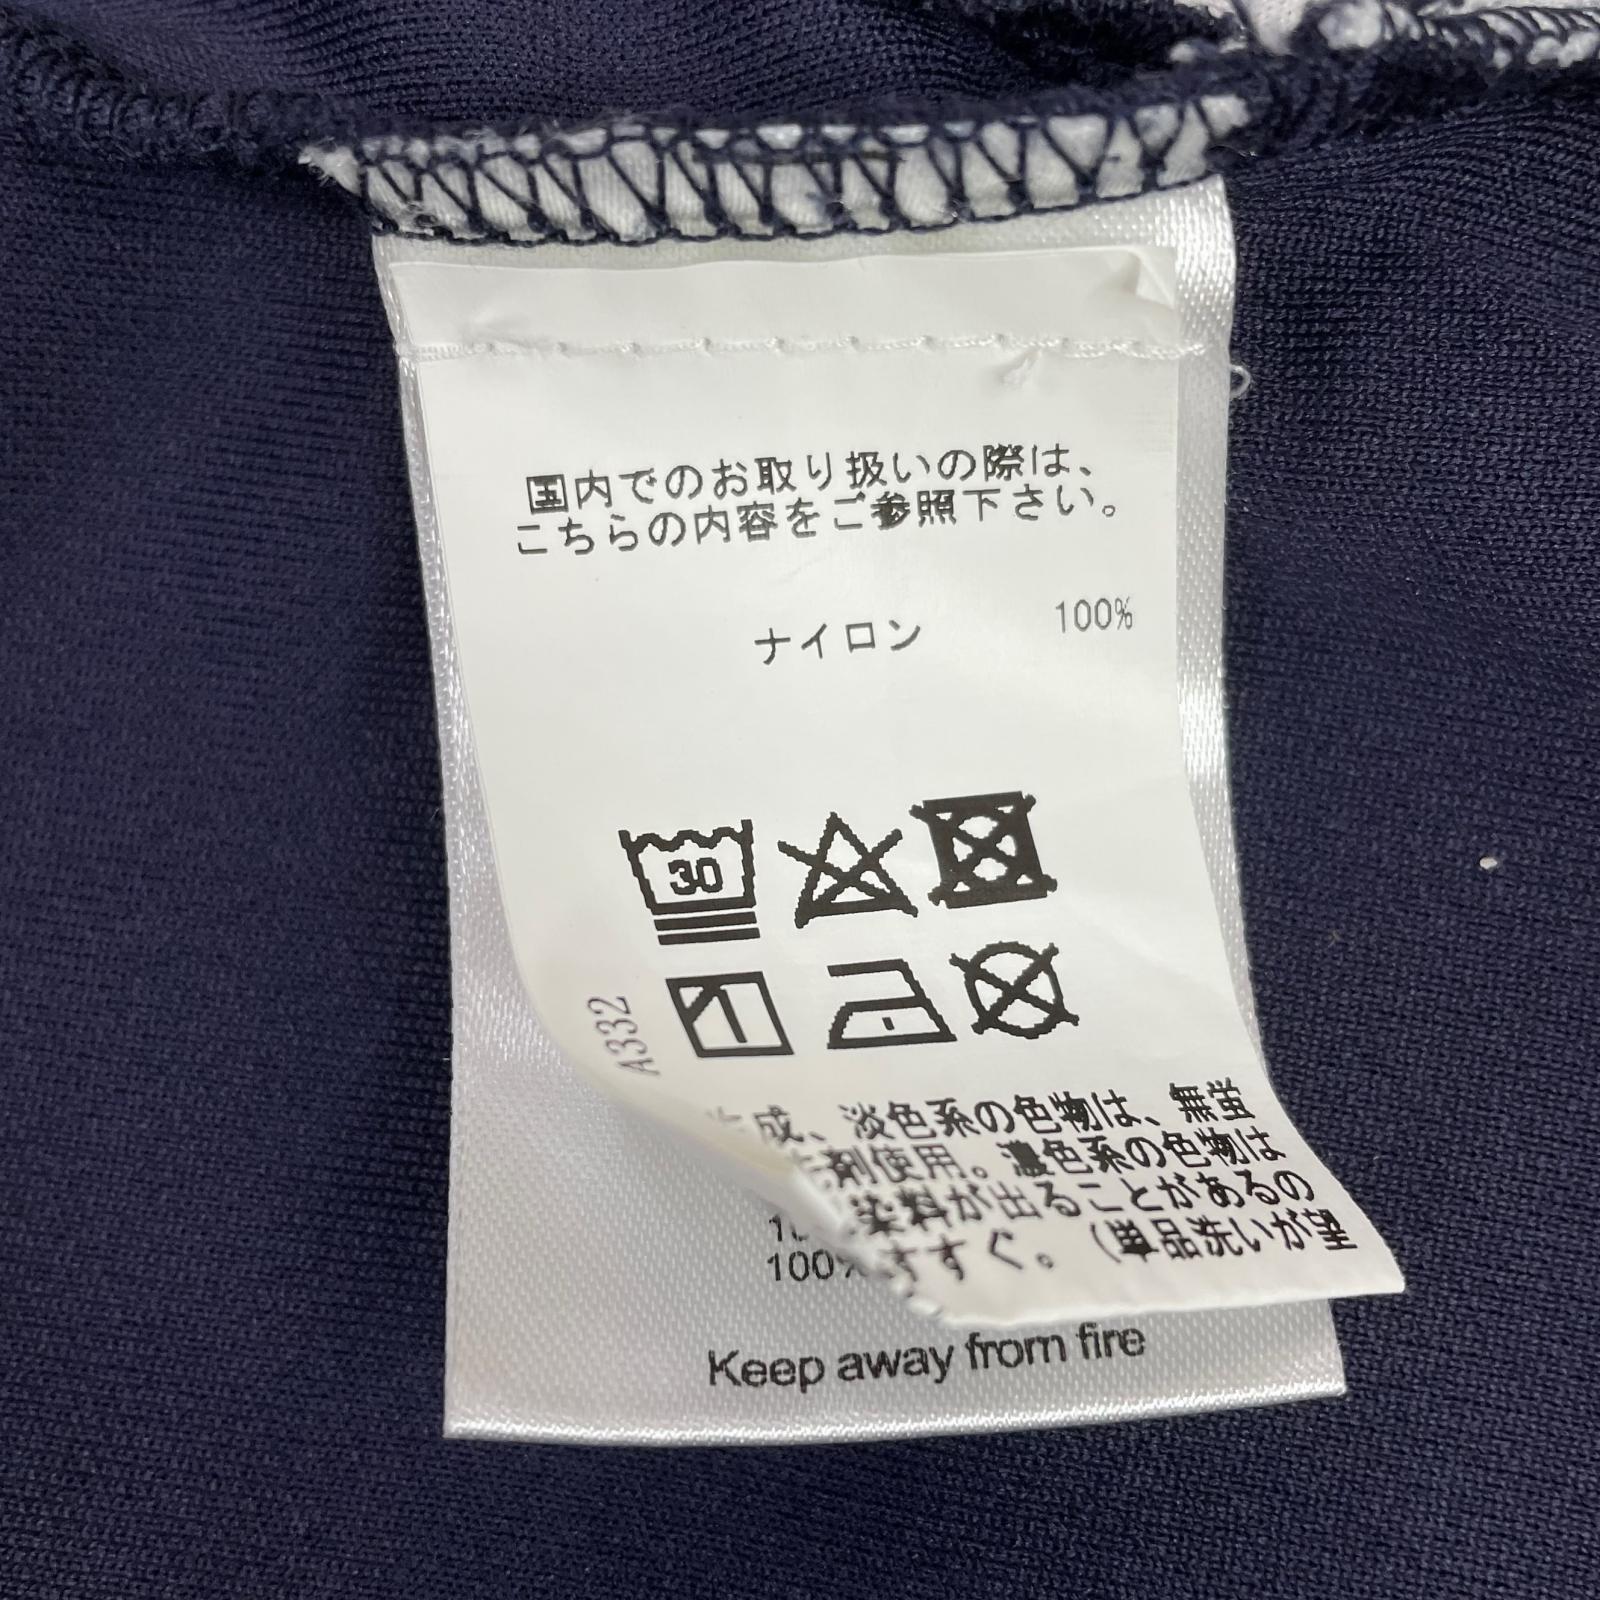 国内でのお取り扱いの際は、
こちらの内容をご参照下さい。
ナイロン 100%
30
A332
成、淡色系の色物は、無蛍
剤使用。濃色系の色物は
染料が出ることがあるの
すすぐ。(単品洗いが望
100%
Keep away from fire